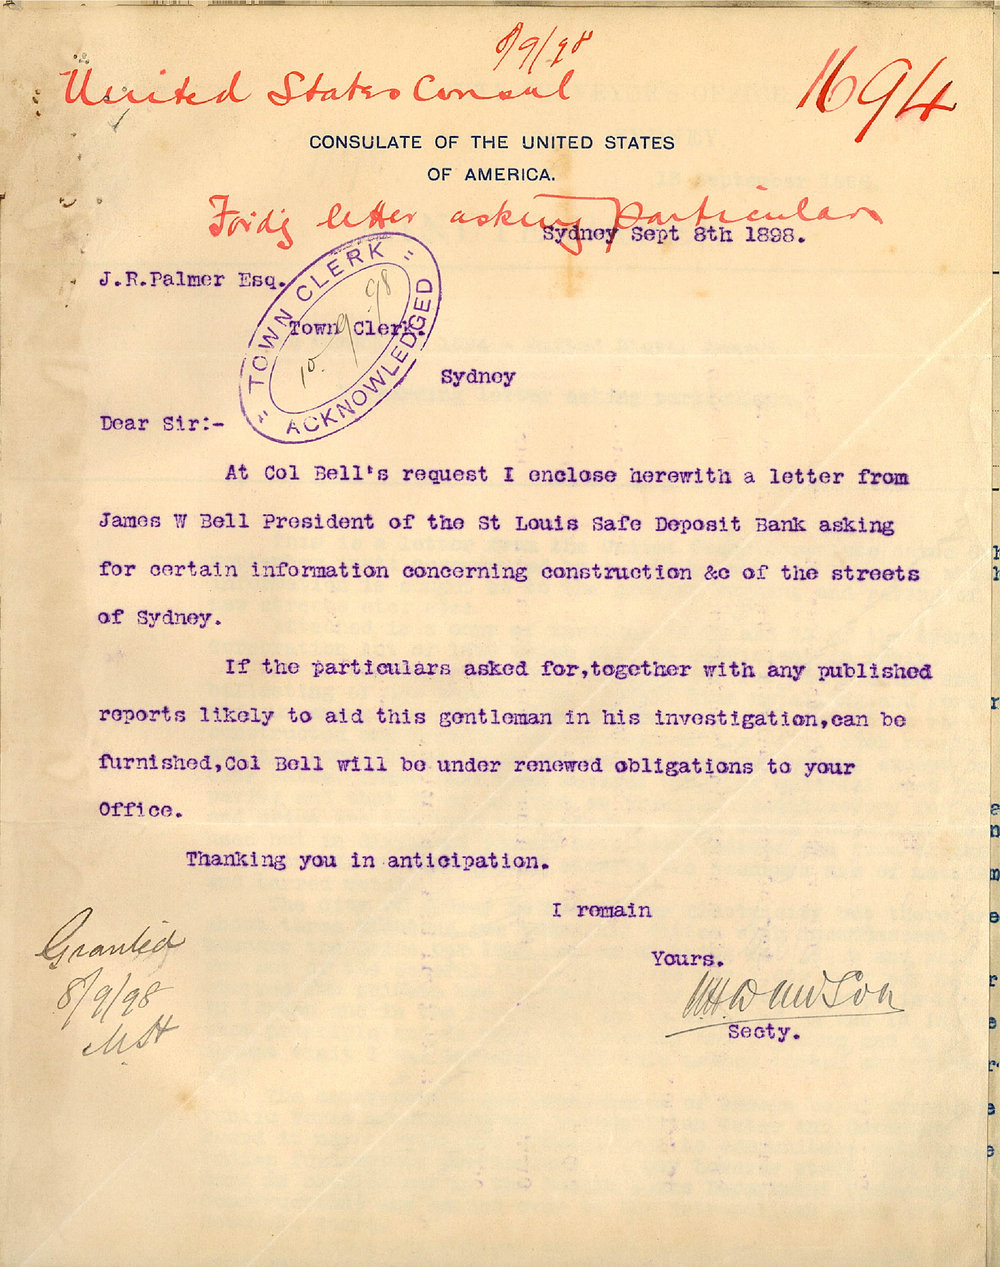 8/9/98
United States Consul
1694
CONSULATE OF THE UNITED STATES
OF AMERICA.
Fordg letter asking particulars
Sydney Sept 8th 1898.
J.R.Palmer Esq.
Town Clerk.
Sydney
"TOWN CLERK"
10.9.98
ACKNOWLEDGED
Dear Sir:-
At Col Bell's request I enclose herewith a letter from
James W Bell President of the St Louis Safe Deposit Bank asking
for certain information concerning construction &c of the streets
of Sydney.
If the particulars asked for,together with any published
reports likely to aid this gentleman in his investigation,can be
furnished,Col Bell will be under renewed obligations to your
Office.
Thanking you in anticipation.
I remain
Yours.
Secty.
Granted
8/9/98